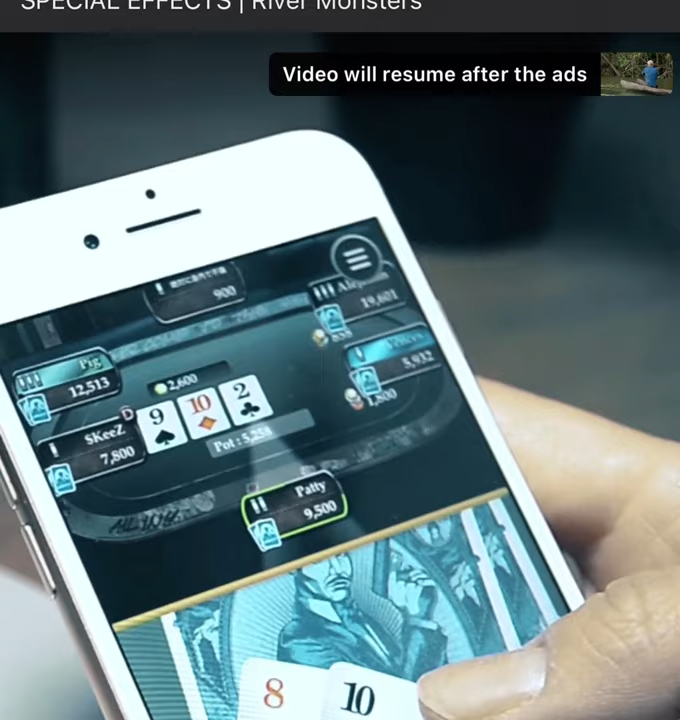 SPECIAL EFFECTS | River Monsters
Video will resume after the ads
900
19,601
Pig
12,513
5,932
2,600
1,800
D
9
10
2
SKeeZ
7,800
Pot : 5,258
Patty
9,500
8
10